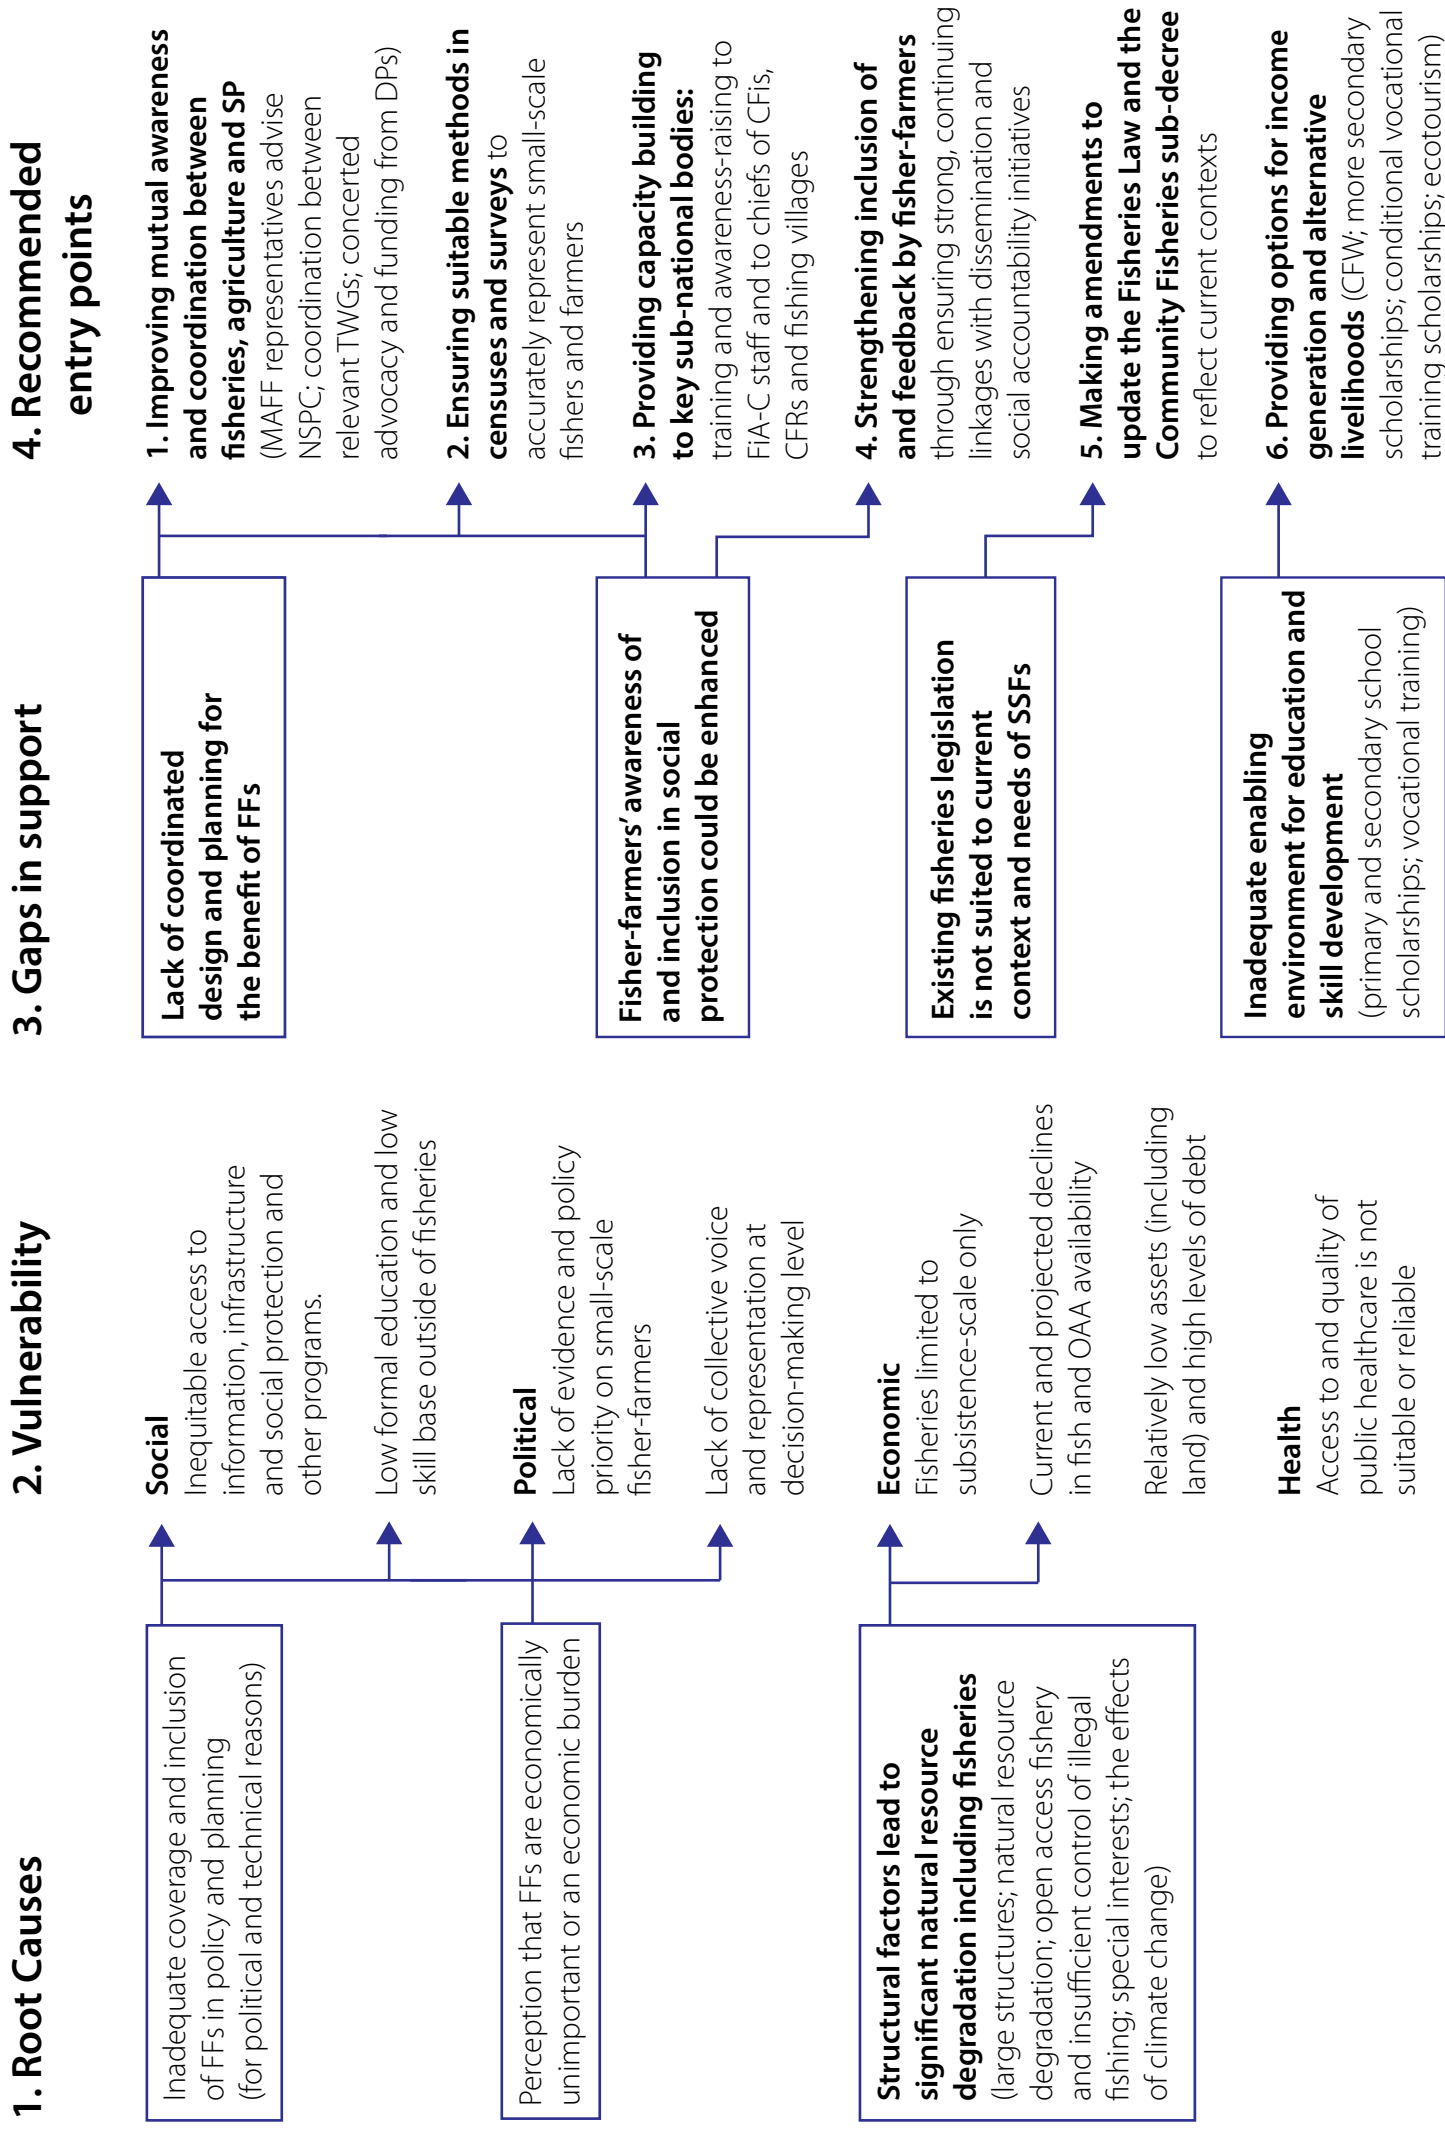 1. Root Causes
Inadequate coverage and inclusion
of FFs in policy and planning
(for political and technical reasons)
Perception that FFs are economically
unimportant or an economic burden
Structural factors lead to
significant natural resource
degradation including fisheries
(large structures; natural resource
degradation; open access fishery
and insufficient control of illegal
fishing; special interests; the effects
of climate change)
2. Vulnerability
Social
Inequitable access to
information, infrastructure
and social protection and
other programs.
Low formal education and low
skill base outside of fisheries
Political
Lack of evidence and policy
priority on small-scale
fisher-farmers
Lack of collective voice
and representation at
decision-making level
Economic
Fisheries limited to
subsistence-scale only
Current and projected declines
in fish and OAA availability
Relatively low assets (including
land) and high levels of debt
Health
Access to and quality of
public healthcare is not
suitable or reliable
3. Gaps in support
Lack of coordinated
design and planning for
the benefit of FFs
Fisher-farmers’ awareness of
and inclusion in social
protection could be enhanced
Existing fisheries legislation
is not suited to current
context and needs of SSFs
Inadequate enabling
environment for education and
skill development
(primary and secondary school
scholarships; vocational training)
4. Recommended
entry points
1. Improving mutual awareness
and coordination between
fisheries, agriculture and SP
(MAFF representatives advise
NSPC; coordination between
relevant TWGs; concerted
advocacy and funding from DPs)
2. Ensuring suitable methods in
censuses and surveys to
accurately represent small-scale
fishers and farmers
3. Providing capacity building
to key sub-national bodies:
training and awareness-raising to
FiA-C staff and to chiefs of CFis,
CFRs and fishing villages
4. Strengthening inclusion of
and feedback by fisher-farmers
through ensuring strong, continuing
linkages with dissemination and
social accountability initiatives
5. Making amendments to
update the Fisheries Law and the
Community Fisheries sub-decree
to reflect current contexts
6. Providing options for income
generation and alternative
livelihoods (CFW; more secondary
scholarships; conditional vocational
training scholarships; ecotourism)